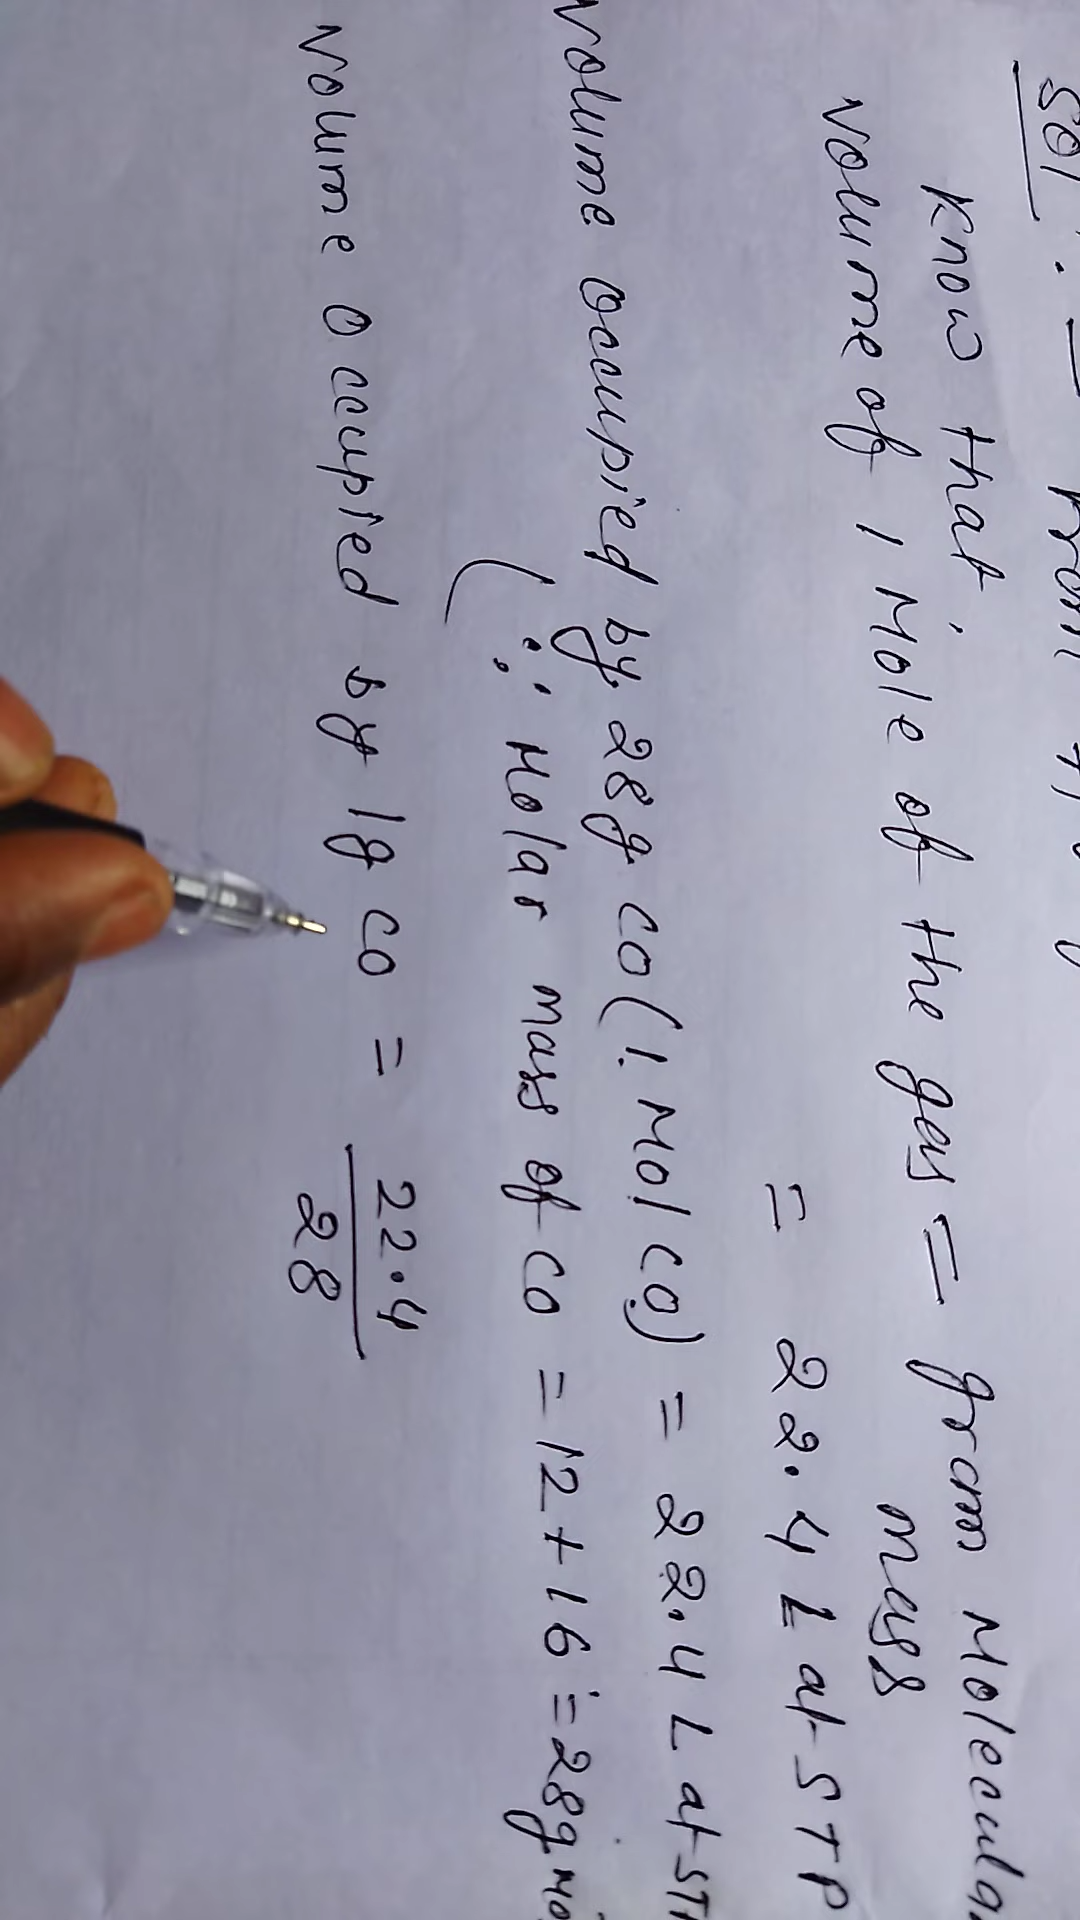 Sol :-
know that,
volume of 1 Mole of the gas = gram
mass
= 22.4 L at STP
volume occupied by 28g CO (1. Mol CO) = 22.4 L at
(∵ Molar mass of CO = 12 + 16 = 28g
volume occupied by 1g CO = 22.4
28